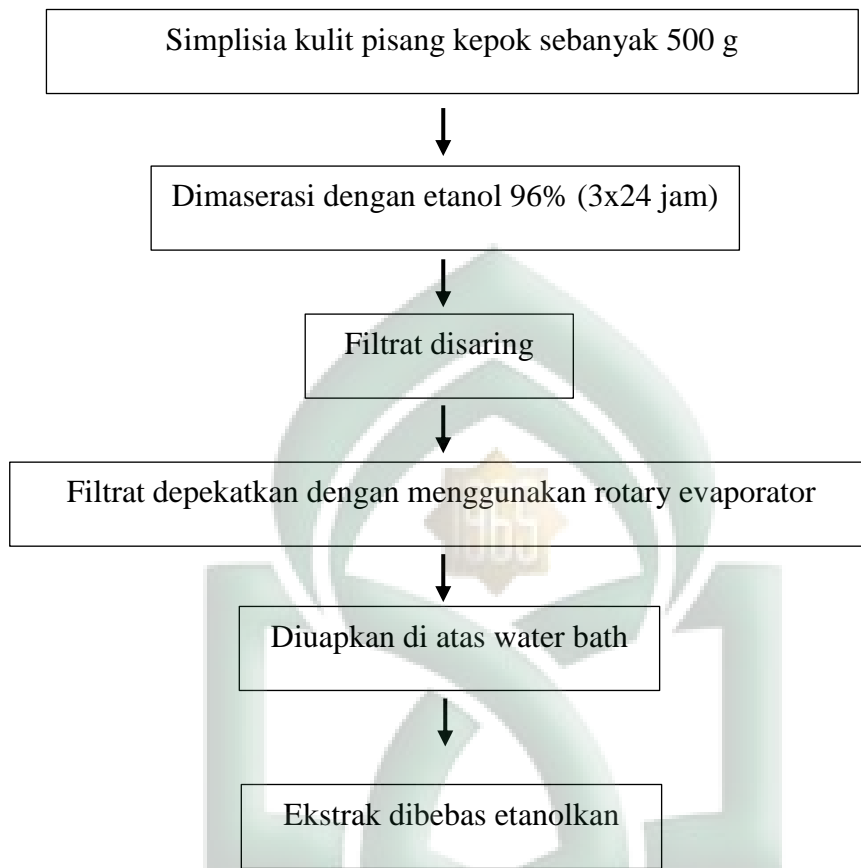 Simplisia kulit pisang kepok sebanyak 500 g
Dimaserasi dengan etanol 96% (3x24 jam)
Filtrat disaring
Filtrat depekatkan dengan menggunakan rotary evaporator
1965
Diuapkan di atas water bath
Ekstrak dibebas etanolkan